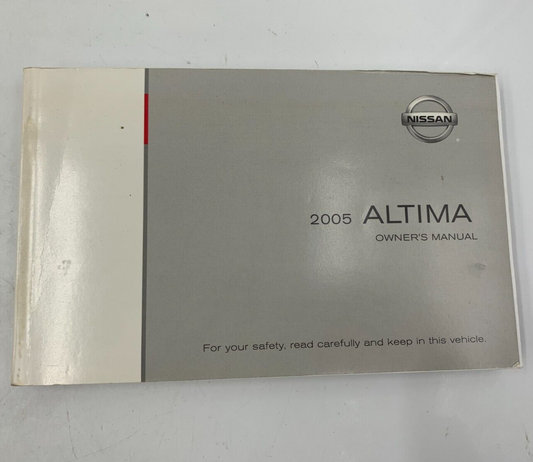 NISSAN
2005 ALTIMA
OWNER'S MANUAL
For your safety, read carefully and keep in this vehicle.